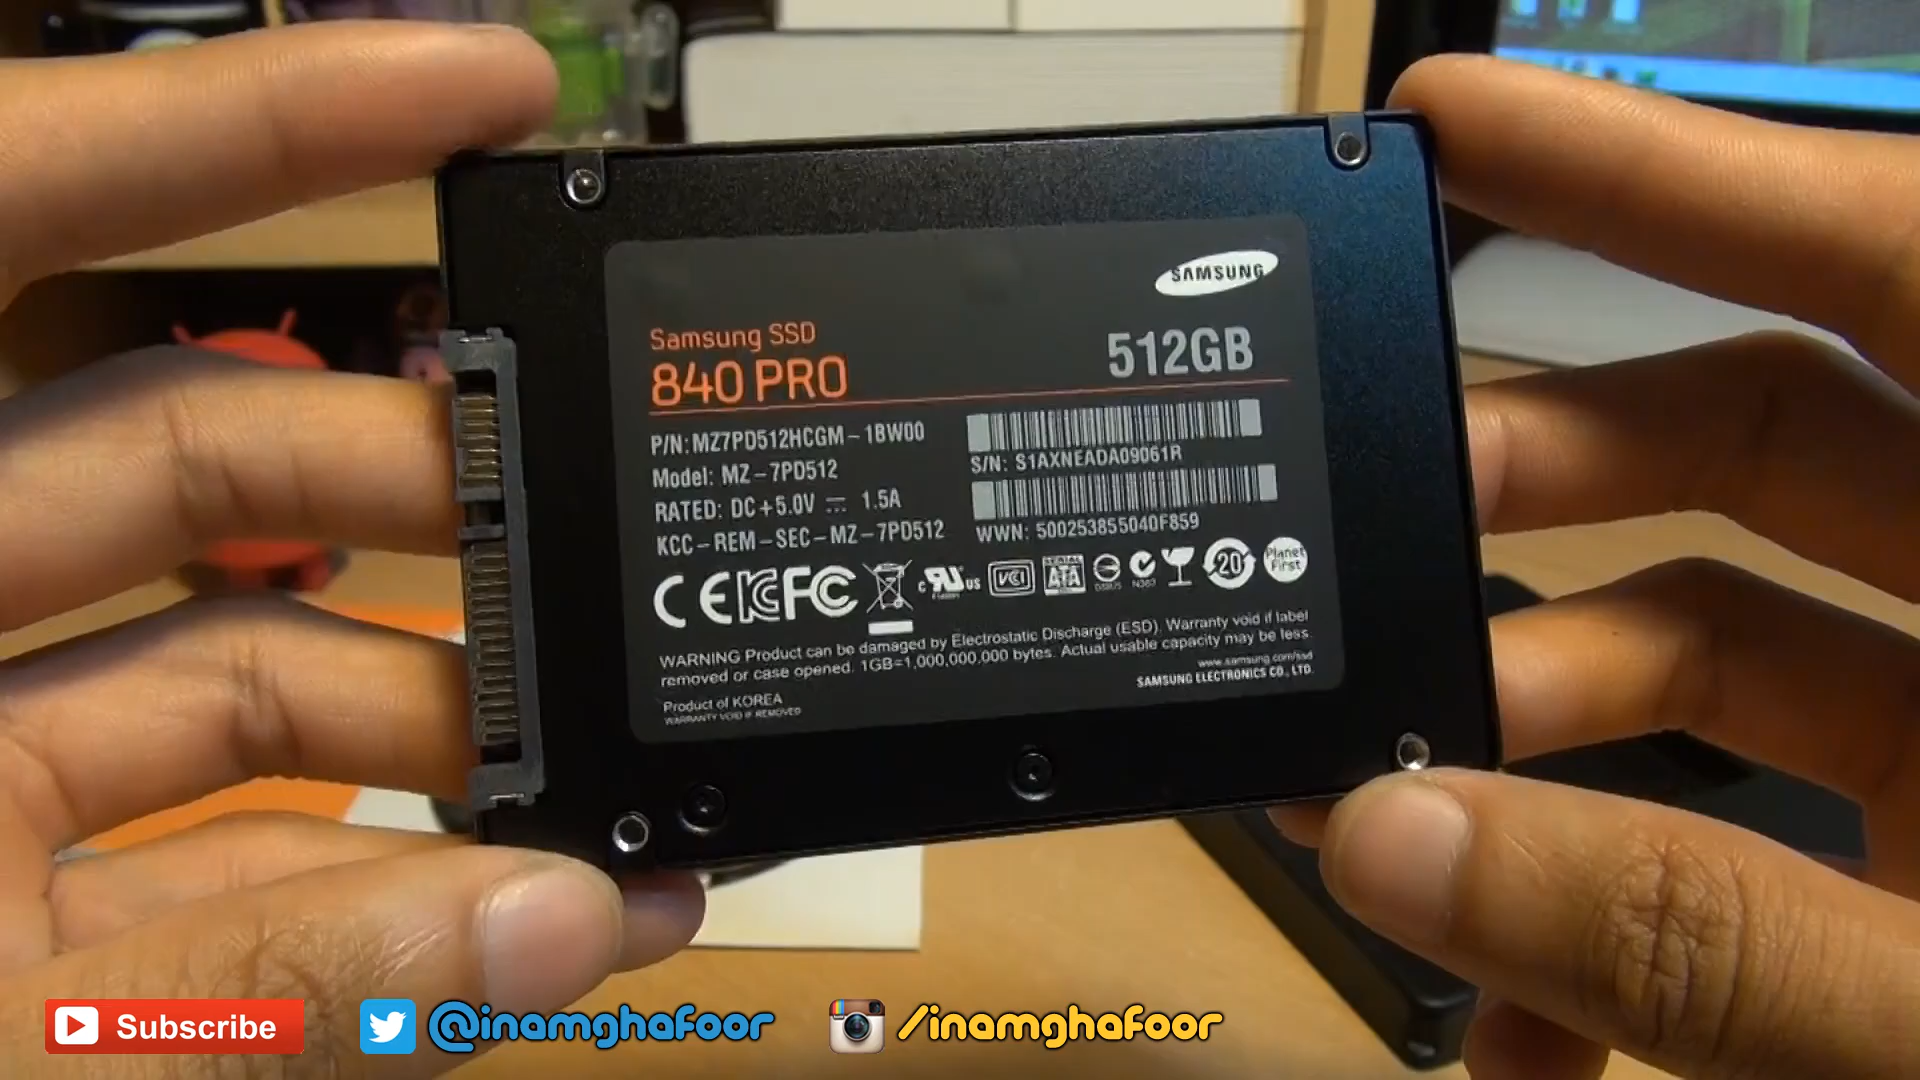 SAMSUNG
Samsung SSD
840 PRO
512GB
P/N: MZ7PD512HCGM-1BW00
Model: MZ-7PD512
RATED: DC+5.0V ⎓ 1.5A
KCC-REM-SEC-MZ-7PD512
S/N: S1AXNEADA09061R
WWN: 500253855040F859
CE KC FC c RU US VCI SERIAL ATA N367 20 Planet First
WARNING Product can be damaged by Electrostatic Discharge (ESD). Warranty void if label
removed or case opened. 1GB=1,000,000,000 bytes. Actual usable capacity may be less.
www.samsung.com/ssd
SAMSUNG ELECTRONICS CO., LTD.
Product of KOREA
WARRANTY VOID IF REMOVED
Subscribe
@inamghafoor
/inamghafoor